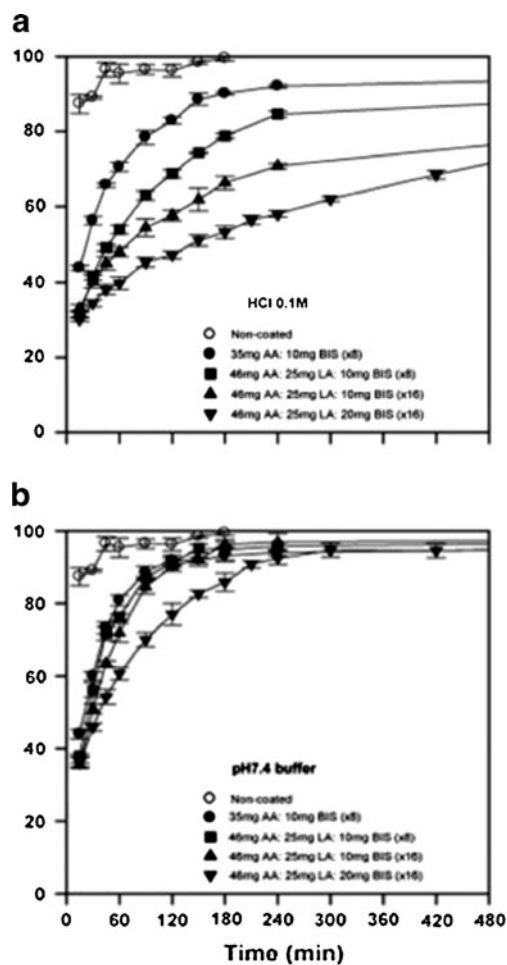 a
100
80
60
40
20
0
HCl 0.1M
Non-coated
35mg AA: 10mg BIS (x8)
46mg AA: 25mg LA: 10mg BIS (x8)
46mg AA: 25mg LA: 10mg BIS (x16)
46mg AA: 25mg LA: 20mg BIS (x16)
b
100
80
60
40
20
0
pH7.4 buffer
Non-coated
35mg AA: 10mg BIS (x8)
46mg AA: 25mg LA: 10mg BIS (x8)
46mg AA: 25mg LA: 10mg BIS (x16)
46mg AA: 25mg LA: 20mg BIS (x16)
0 60 120 180 240 300 360 420 480
Time (min)